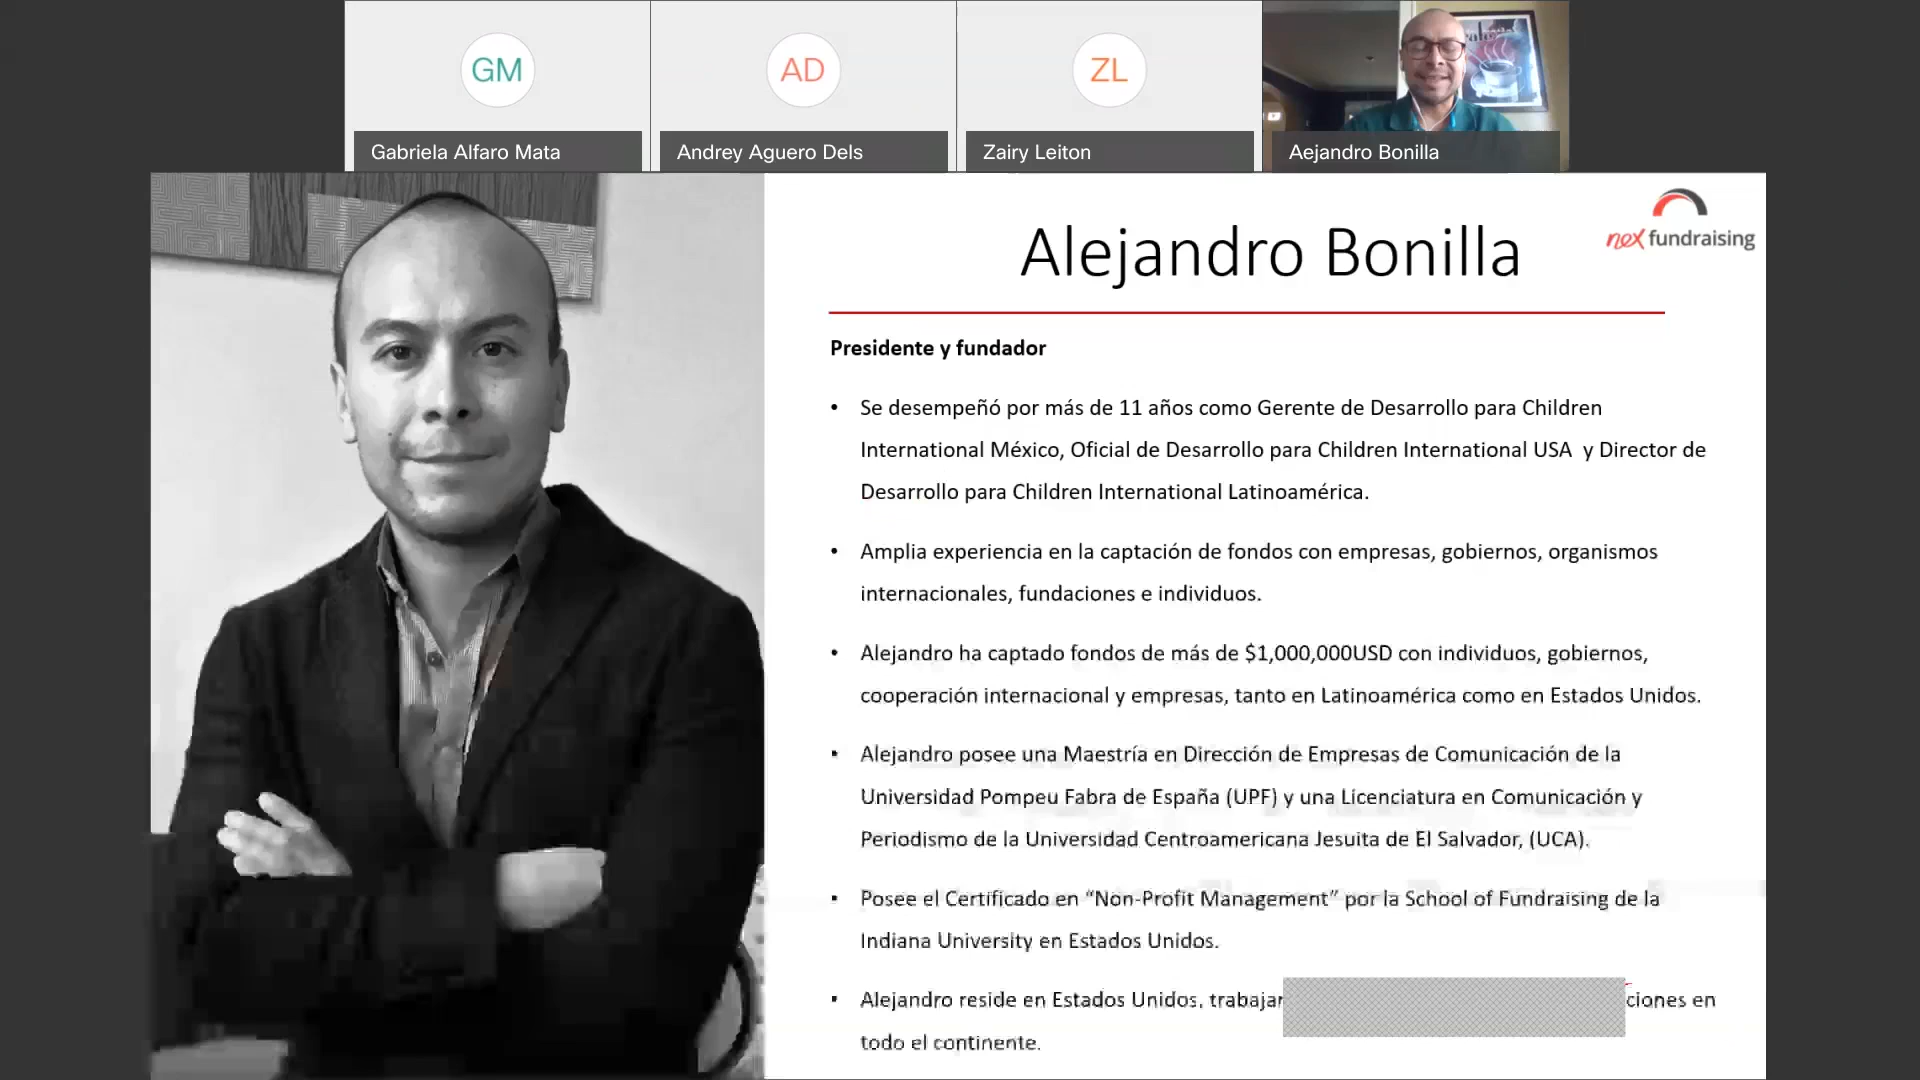 GM
AD
ZL
Gabriela Alfaro Mata
Andrey Aguero Dels
Zairy Leiton
Aejandro Bonilla
nex fundraising
Alejandro Bonilla
Presidente y fundador
• Se desempeñó por más de 11 años como Gerente de Desarrollo para Children
International México, Oficial de Desarrollo para Children International USA y Director de
Desarrollo para Children International Latinoamérica.
• Amplia experiencia en la captación de fondos con empresas, gobiernos, organismos
internacionales, fundaciones e individuos.
• Alejandro ha captado fondos de más de $1,000,000USD con individuos, gobiernos,
cooperación internacional y empresas, tanto en Latinoamérica como en Estados Unidos.
• Alejandro posee una Maestría en Dirección de Empresas de Comunicación de la
Universidad Pompeu Fabra de España (UPF) y una Licenciatura en Comunicación y
Periodismo de la Universidad Centroamericana Jesuita de El Salvador, (UCA).
• Posee el Certificado en “Non-Profit Management” por la School of Fundraising de la
Indiana University en Estados Unidos.
• Alejandro reside en Estados Unidos, trabajan ciones en
todo el continente.